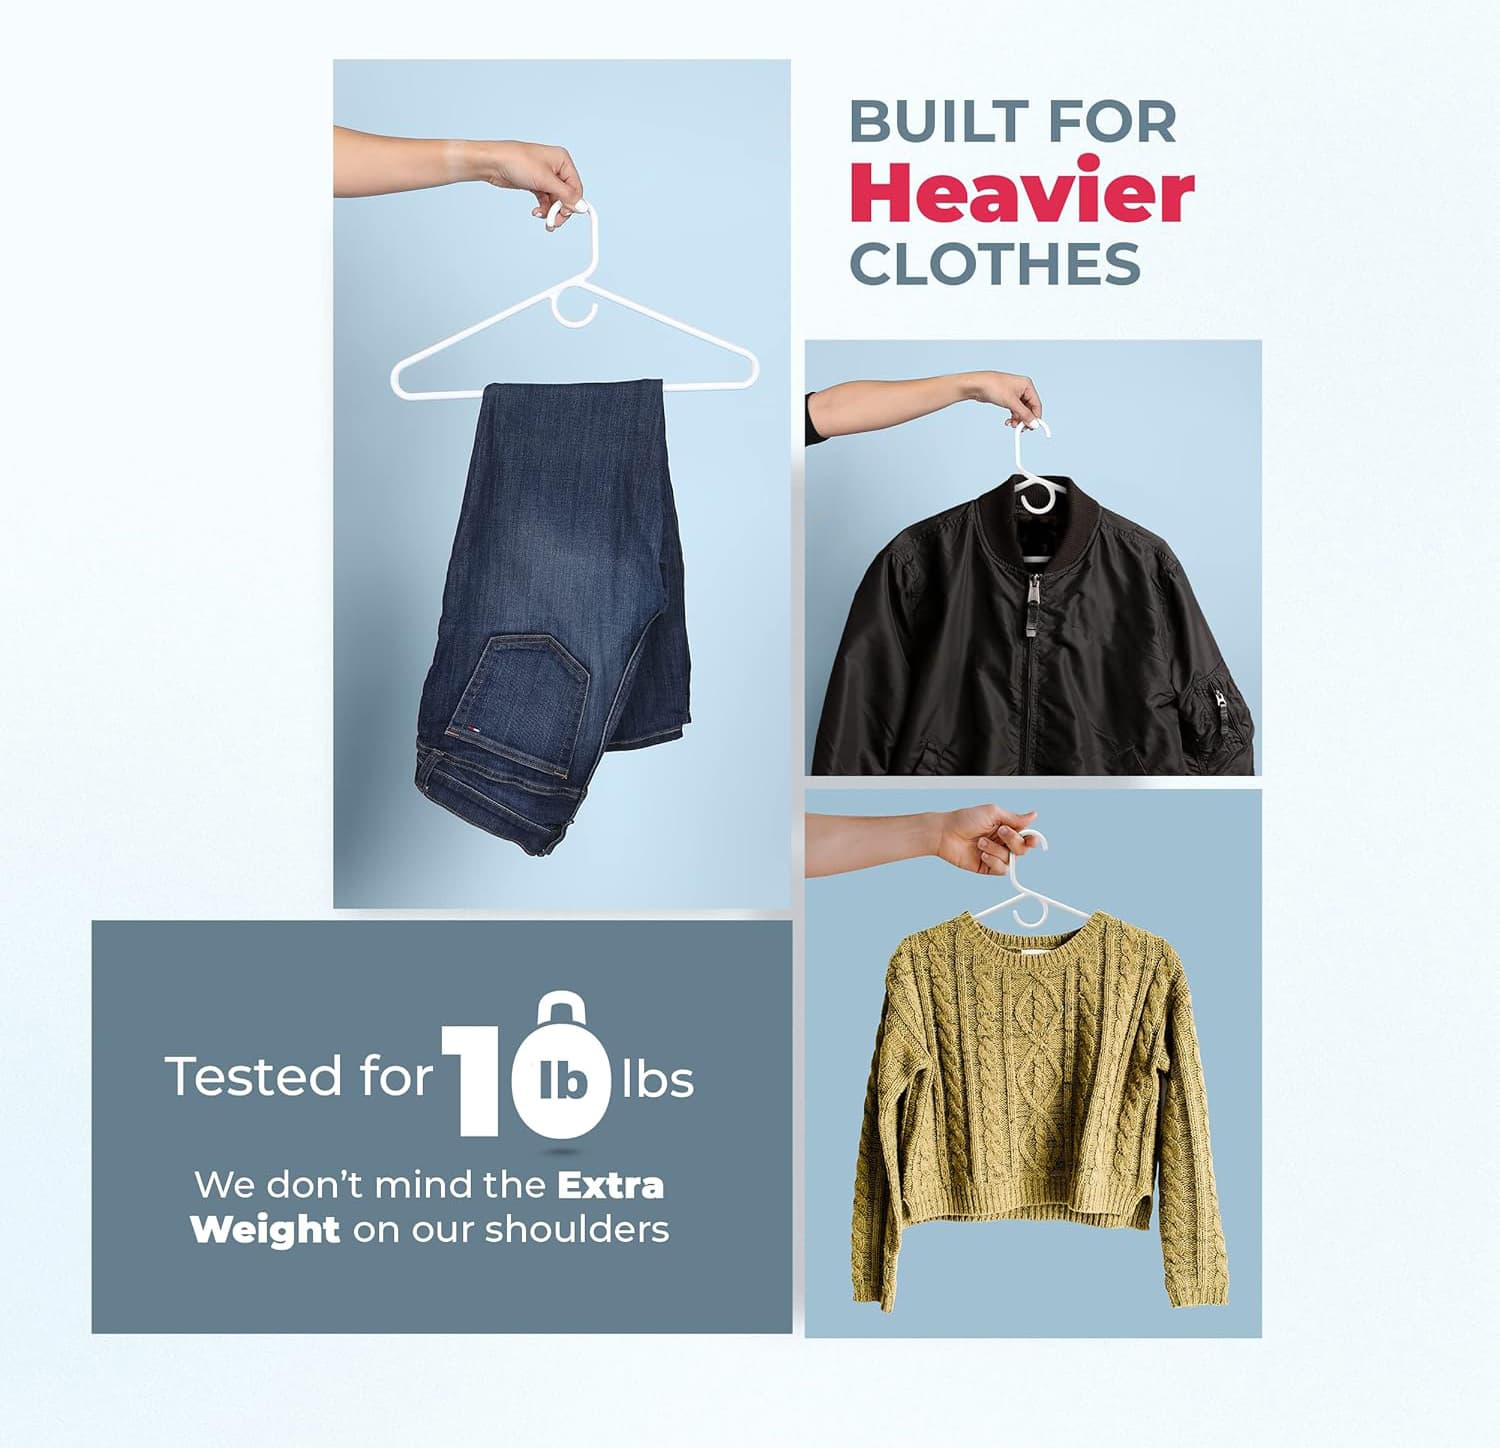 BUILT FOR
Heavier
CLOTHES
Tested for 10 lbs
lb
We don't mind the Extra
Weight on our shoulders